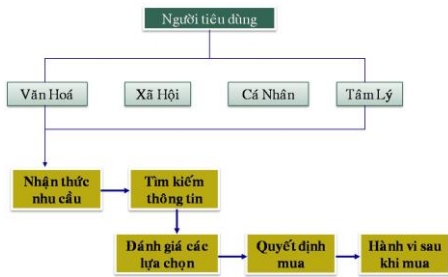 Người tiêu dùng
Văn Hoá
Xã Hội
Cá Nhân
Tâm Lý
Nhận thức
nhu cầu
Tìm kiếm
thông tin
Đánh giá các
lựa chọn
Quyết định
mua
Hành vi sau
khi mua